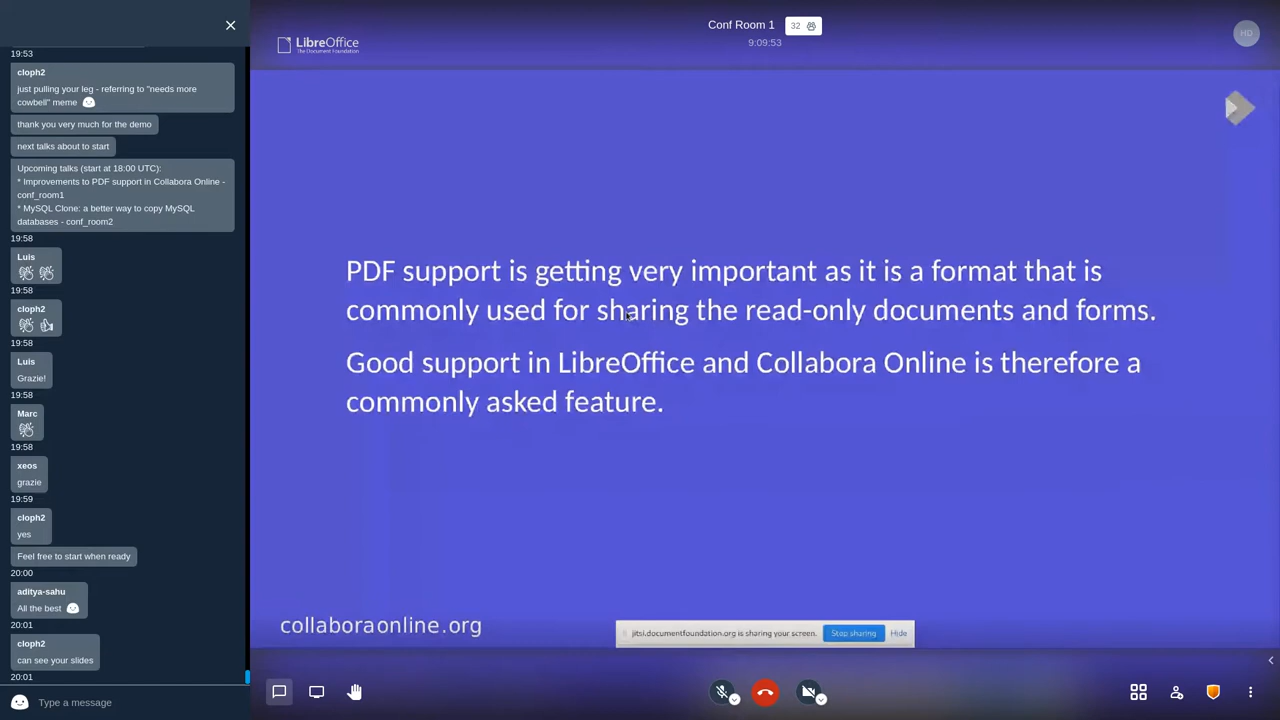 19:53
cloph2
just pulling your leg - referring to "needs more
cowbell" meme
thank you very much for the demo
next talks about to start
Upcoming talks (start at 18:00 UTC):
* Improvements to PDF support in Collabora Online -
conf_room1
* MySQL Clone: a better way to copy MySQL
databases - conf_room2
19:58
Luis
19:58
cloph2
19:58
Luis
Grazie!
19:58
Marc
19:58
xeos
grazie
19:59
cloph2
yes
Feel free to start when ready
20:00
aditya-sahu
All the best
20:01
cloph2
can see your slides
20:01
Type a message
Conf Room 1
32
9:09:53
HD
LibreOffice
The Document Foundation
PDF support is getting very important as it is a format that is
commonly used for sharing the read-only documents and forms.
Good support in LibreOffice and Collabora Online is therefore a
commonly asked feature.
collaboraonline.org
jitsi.documentfoundation.org is sharing your screen.
Stop sharing
Hide